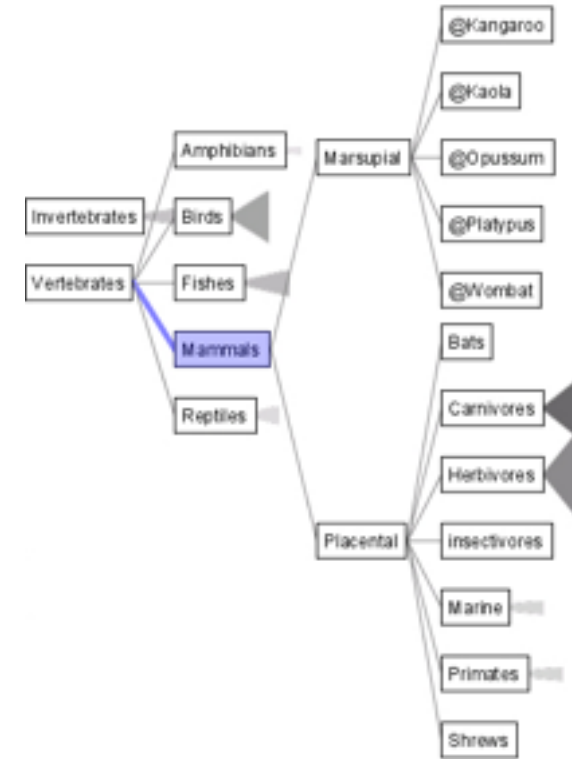 @Kangaroo
@Kaola
Amphibians
Marsupial
@Opussum
Invertebrates
Birds
@Platypus
Vertebrates
Fishes
@Wombat
Mammals
Bats
Reptiles
Carnivores
Herbivores
Placental
insectivores
Marine
Primates
Shrews